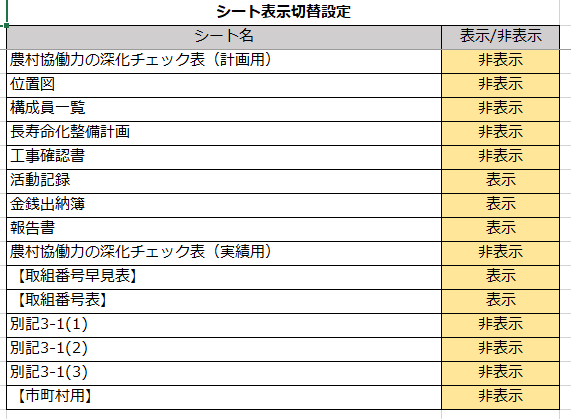 シート表示切替設定
シート名 表示/非表示
農村協働力の深化チェック表（計画用） 非表示
位置図 非表示
構成員一覧 非表示
長寿命化整備計画 非表示
工事確認書 非表示
活動記録 表示
金銭出納簿 表示
報告書 表示
農村協働力の深化チェック表（実績用） 非表示
【取組番号早見表】 表示
【取組番号表】 表示
別記3-1(1) 非表示
別記3-1(2) 非表示
別記3-1(3) 非表示
【市町村用】 非表示